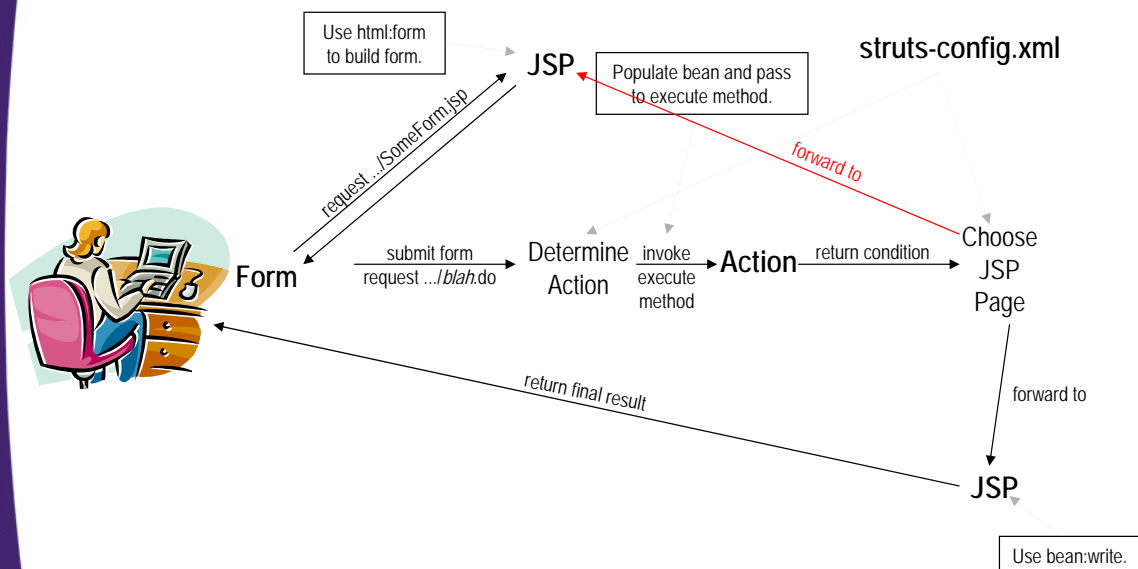 Use html:form
to build form.
JSP
struts-config.xml
Populate bean and pass
to execute method.
request .../SomeForm.jsp
forward to
Form
submit form
request .../blah.do
Determine
Action
invoke
execute
method
Action
return condition
Choose
JSP
Page
return final result
forward to
JSP
Use bean:write.